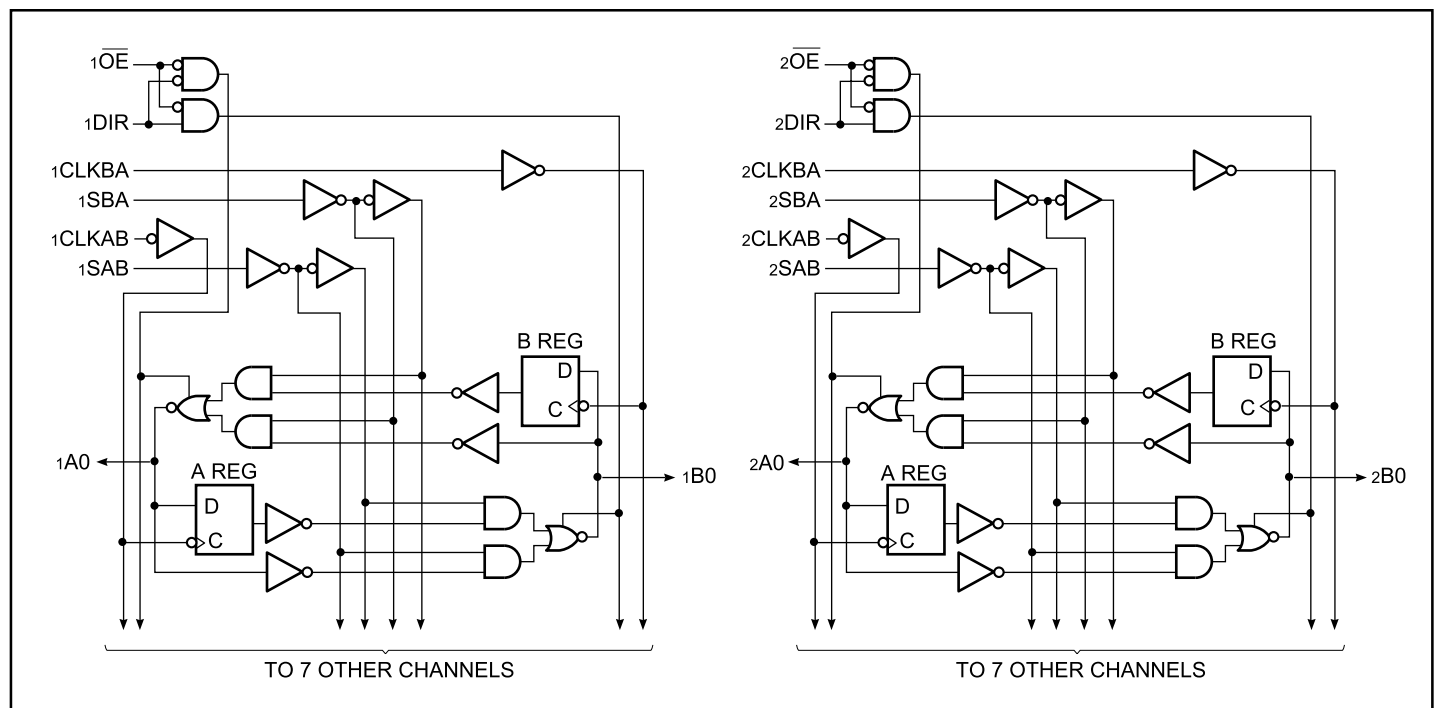 1OE
1DIR
1CLKBA
1SBA
1CLKAB
1SAB
B REG
D
C
1A0
A REG
D
C
1B0
TO 7 OTHER CHANNELS
2OE
2DIR
2CLKBA
2SBA
2CLKAB
2SAB
B REG
D
C
2A0
A REG
D
C
2B0
TO 7 OTHER CHANNELS